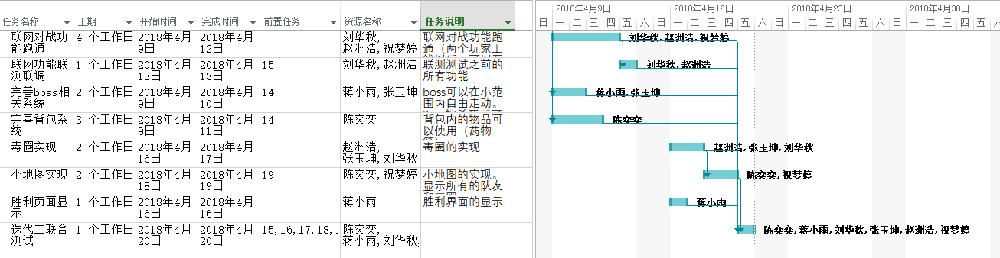 任务名称 工期 开始时间 完成时间 前置任务 资源名称 任务说明
联网对战功能跑通 4 个工作日 2018年4月9日 2018年4月12日 刘华秋, 赵洲浩, 祝梦婷 联网对战功能跑通（两个玩家上
联网功能联测联调 1 个工作日 2018年4月13日 2018年4月13日 15 刘华秋, 赵洲浩 联测测试之前的所有功能
完善boss相关系统 2 个工作日 2018年4月9日 2018年4月10日 14 蒋小雨, 张玉坤 boss可以在小范围内自由走动。
完善背包系统 3 个工作日 2018年4月9日 2018年4月11日 14 陈奕奕 背包内的物品可以使用（药物
毒圈实现 2 个工作日 2018年4月16日 2018年4月17日 赵洲浩, 张玉坤, 刘华秋 毒圈的实现
小地图实现 2 个工作日 2018年4月18日 2018年4月19日 19 陈奕奕, 祝梦婷 小地图的实现。显示所有的队友
胜利页面显示 1 个工作日 2018年4月16日 2018年4月16日 蒋小雨 胜利界面的显示
迭代二联合测试 1 个工作日 2018年4月20日 2018年4月20日 15,16,17,18,1 陈奕奕, 蒋小雨, 刘华秋,
2018年4月9日 2018年4月16日 2018年4月23日 2018年4月30日
日 一 二 三 四 五 六 日 一 二 三 四 五 六 日 一 二 三 四 五 六 日 一 二 三 四 五 六
刘华秋, 赵洲浩, 祝梦婷
刘华秋, 赵洲浩
蒋小雨, 张玉坤
陈奕奕
赵洲浩, 张玉坤, 刘华秋
陈奕奕, 祝梦婷
蒋小雨
陈奕奕, 蒋小雨, 刘华秋, 张玉坤, 赵洲浩, 祝梦婷